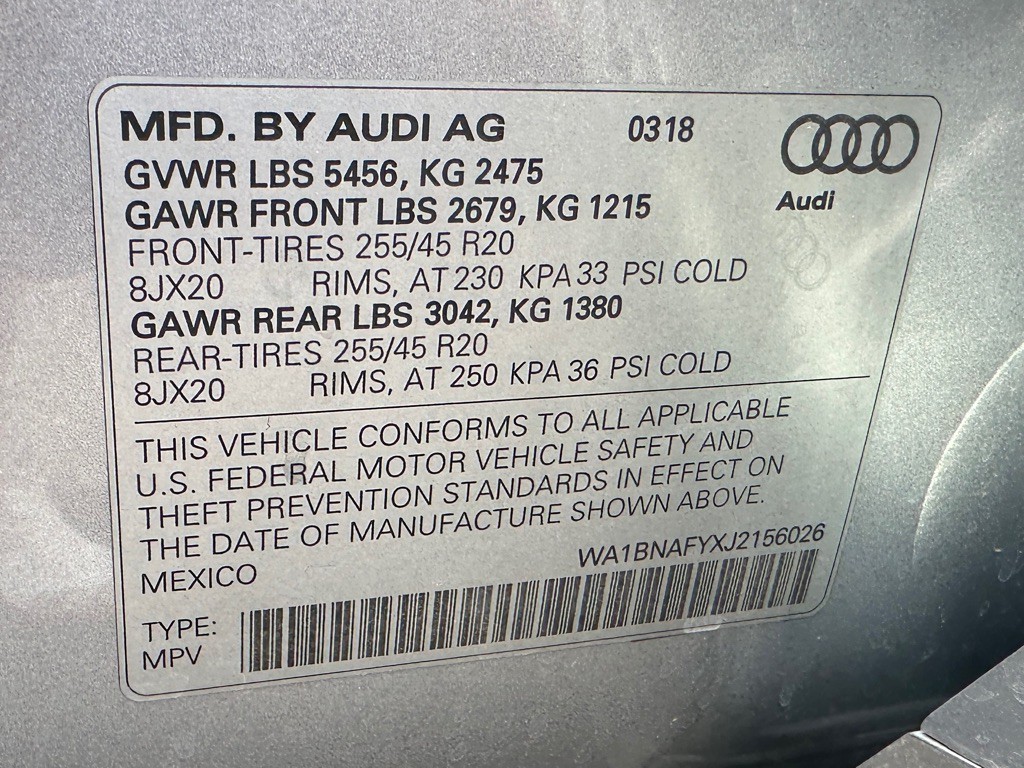 MFD. BY AUDI AG 0318
Audi
GVWR LBS 5456, KG 2475
GAWR FRONT LBS 2679, KG 1215
FRONT-TIRES 255/45 R20
8JX20 RIMS, AT 230 KPA 33 PSI COLD
GAWR REAR LBS 3042, KG 1380
REAR-TIRES 255/45 R20
8JX20 RIMS, AT 250 KPA 36 PSI COLD
THIS VEHICLE CONFORMS TO ALL APPLICABLE
U.S. FEDERAL MOTOR VEHICLE SAFETY AND
THEFT PREVENTION STANDARDS IN EFFECT ON
THE DATE OF MANUFACTURE SHOWN ABOVE.
MEXICO WA1BNAFYXJ2156026
TYPE:
MPV